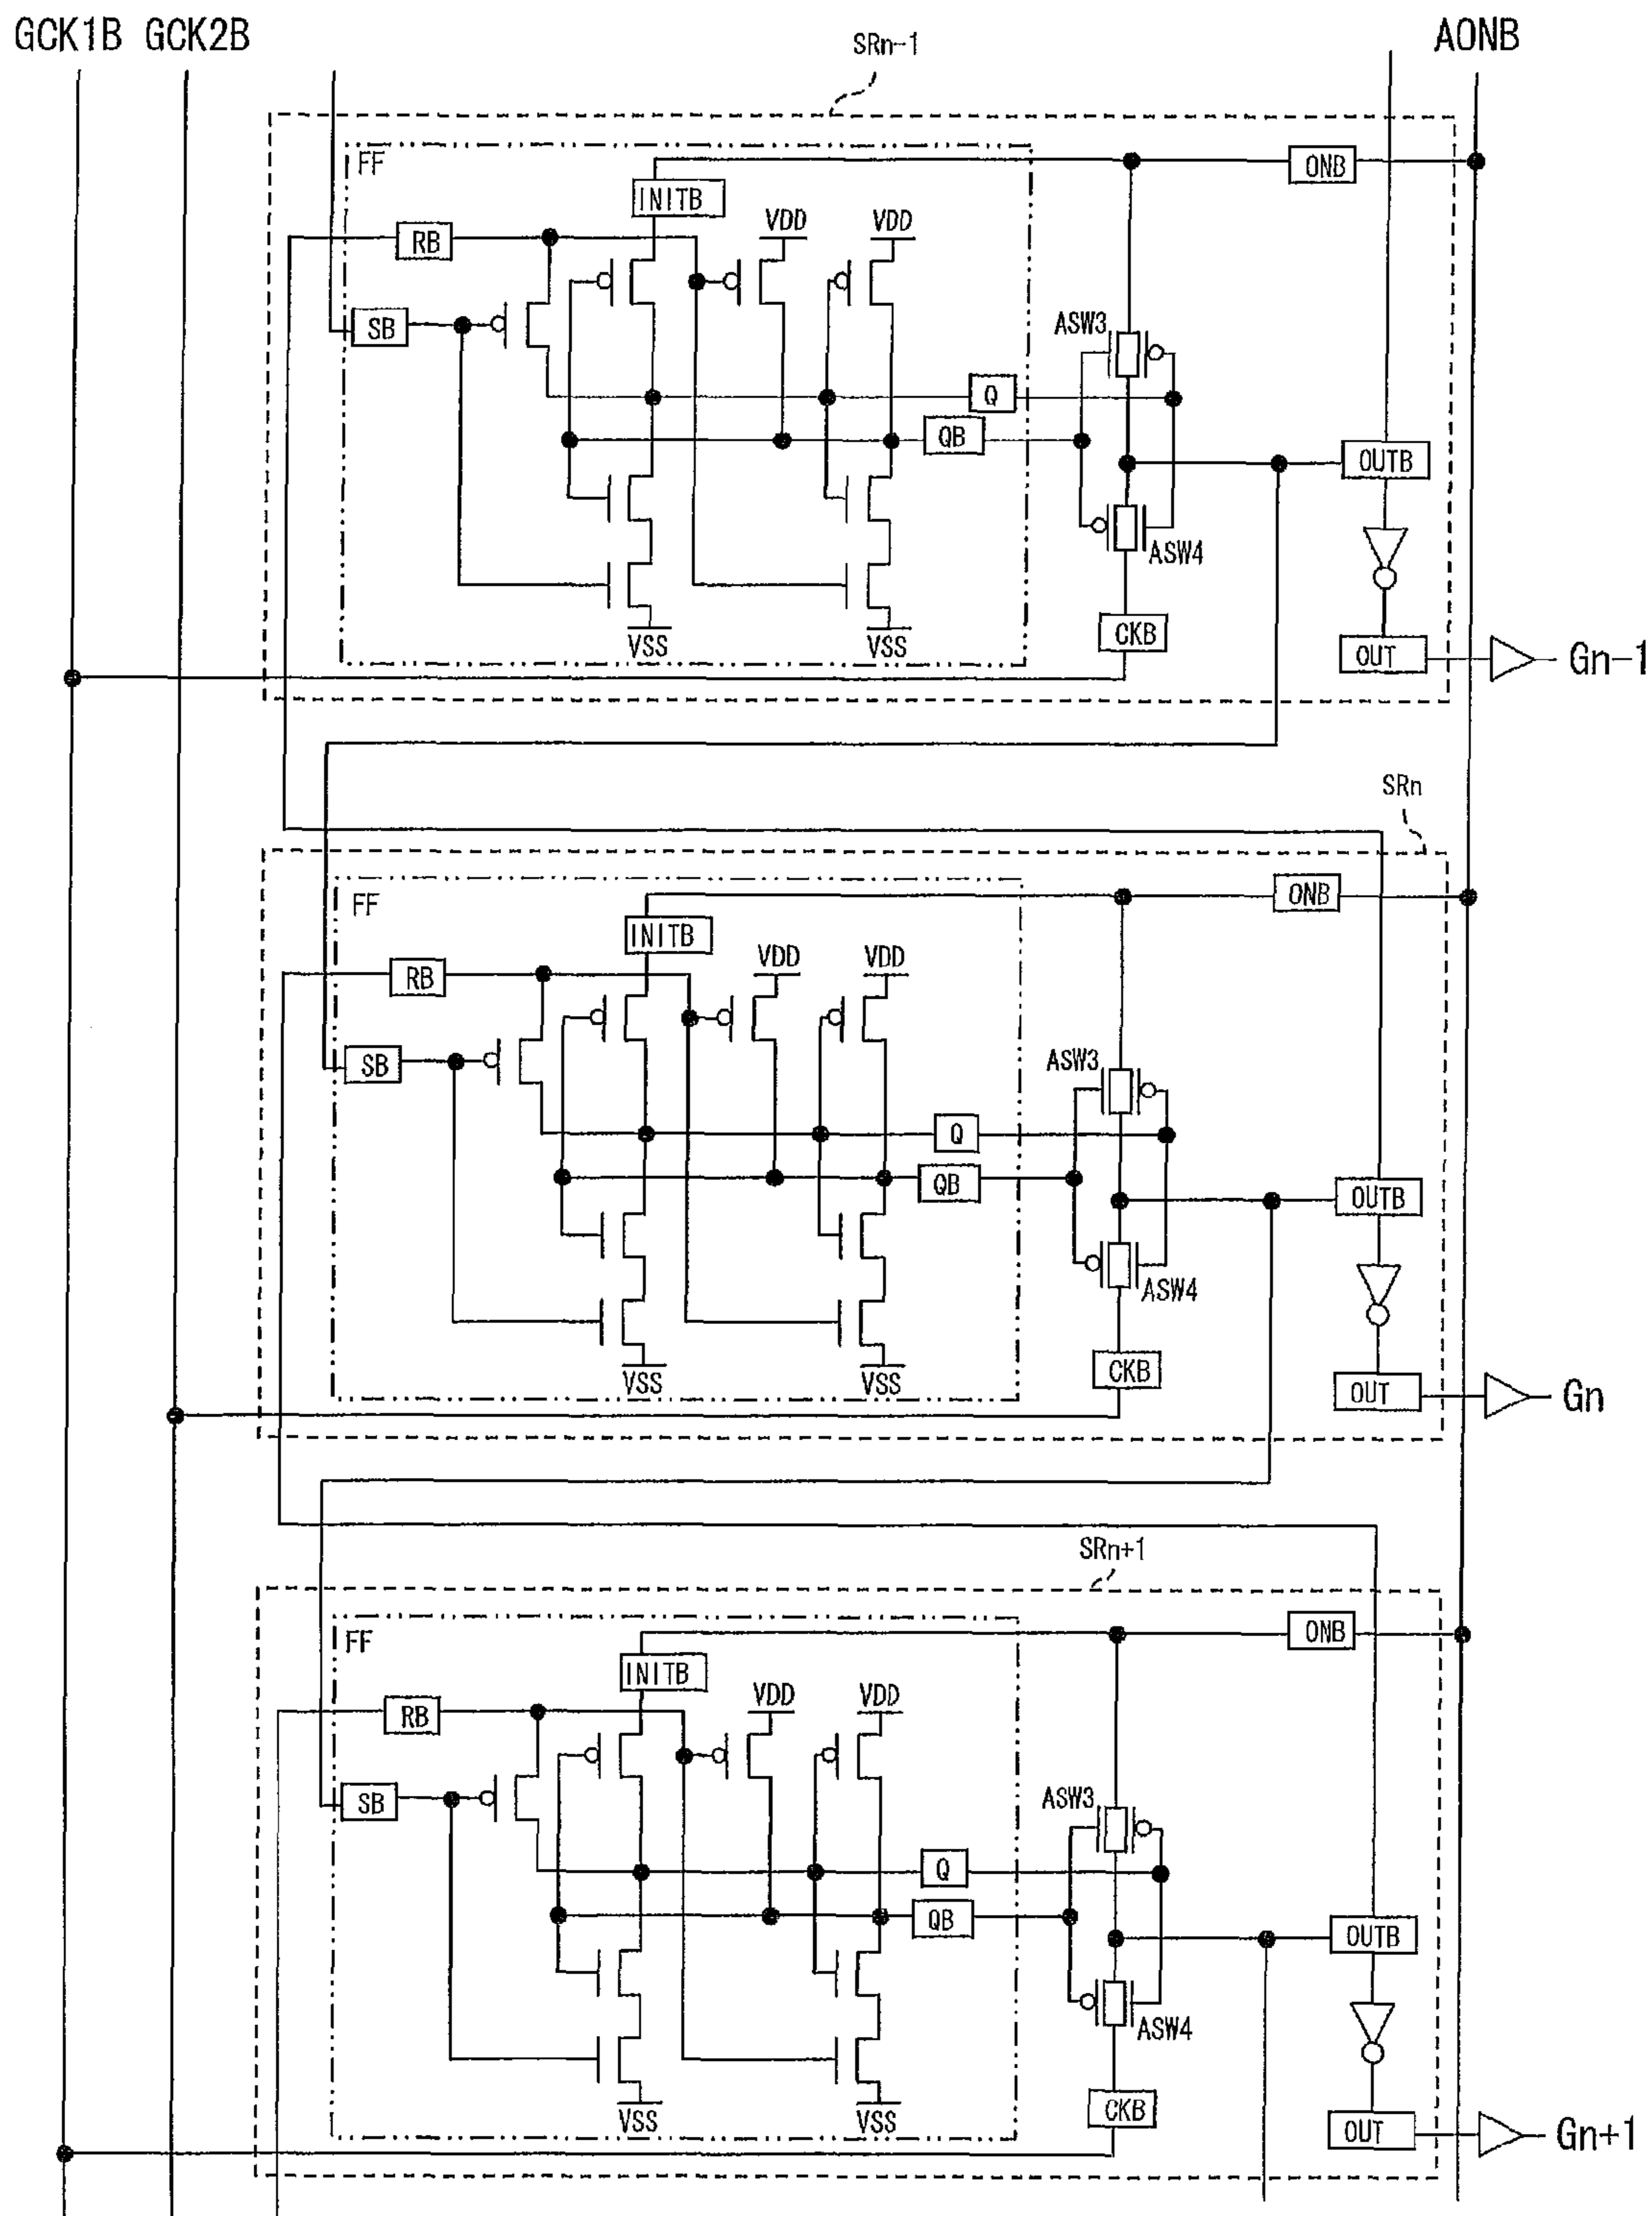 GCK1B GCK2B AONB
SRn-1
FF
ONB
INITB
VDD VDD
RB
SB
ASW3
Q
QB
OUTB
ASW4
CKB
VSS VSS
OUT
Gn-1
SRn
FF
ONB
INITB
VDD VDD
RB
SB
ASW3
Q
QB
OUTB
ASW4
CKB
VSS VSS
OUT
Gn
SRn+1
FF
ONB
INITB
VDD VDD
RB
SB
ASW3
Q
QB
OUTB
ASW4
CKB
VSS VSS
OUT
Gn+1